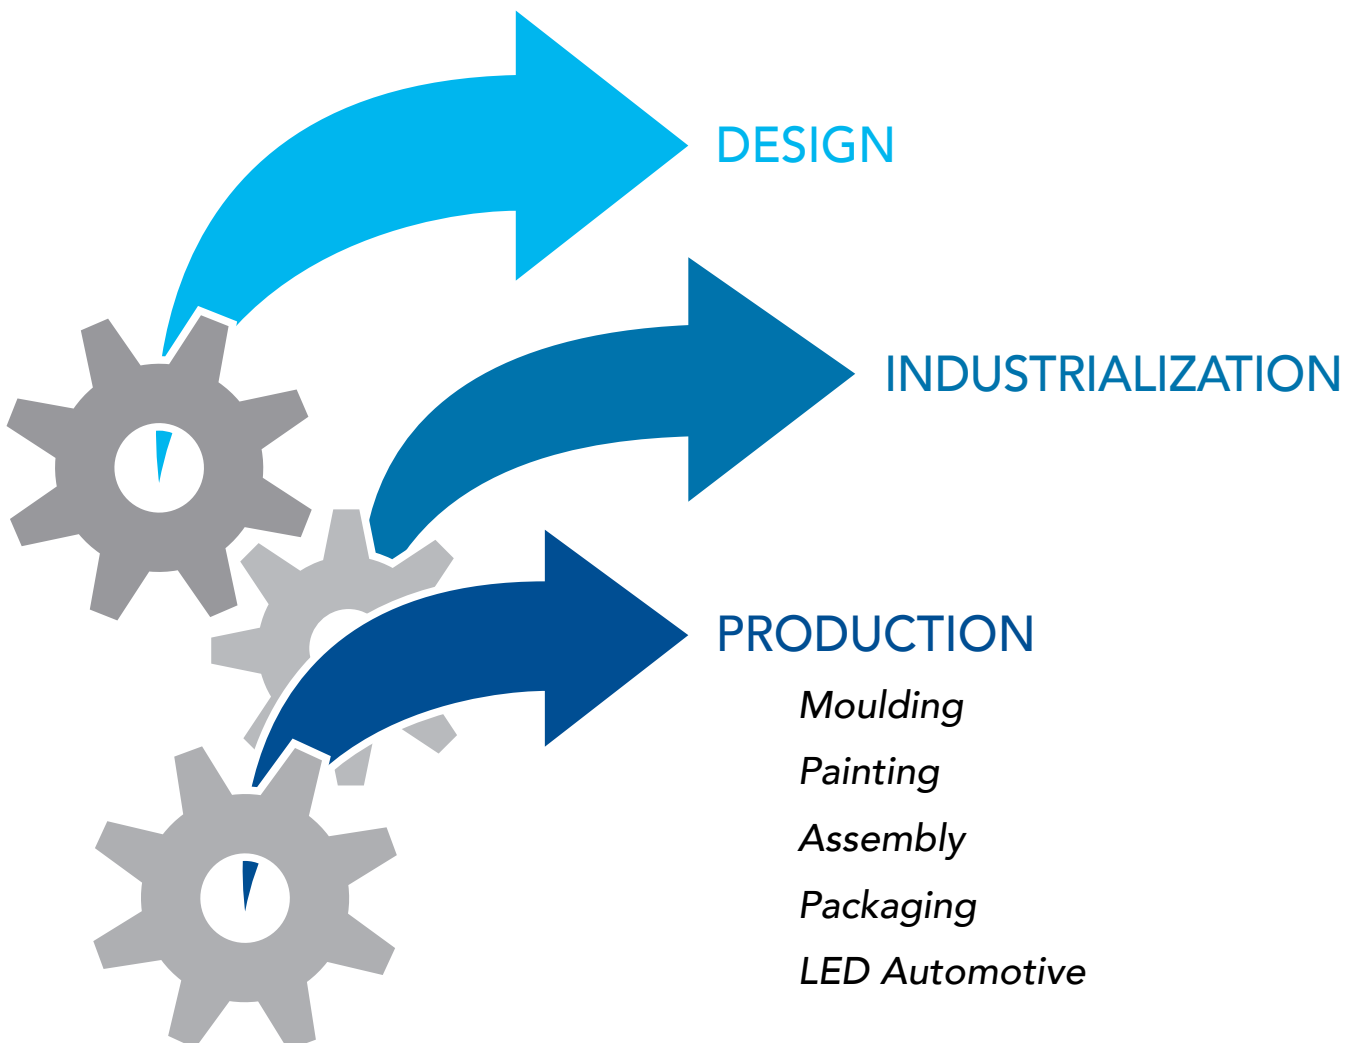 DESIGN
INDUSTRIALIZATION
PRODUCTION
Moulding
Painting
Assembly
Packaging
LED Automotive